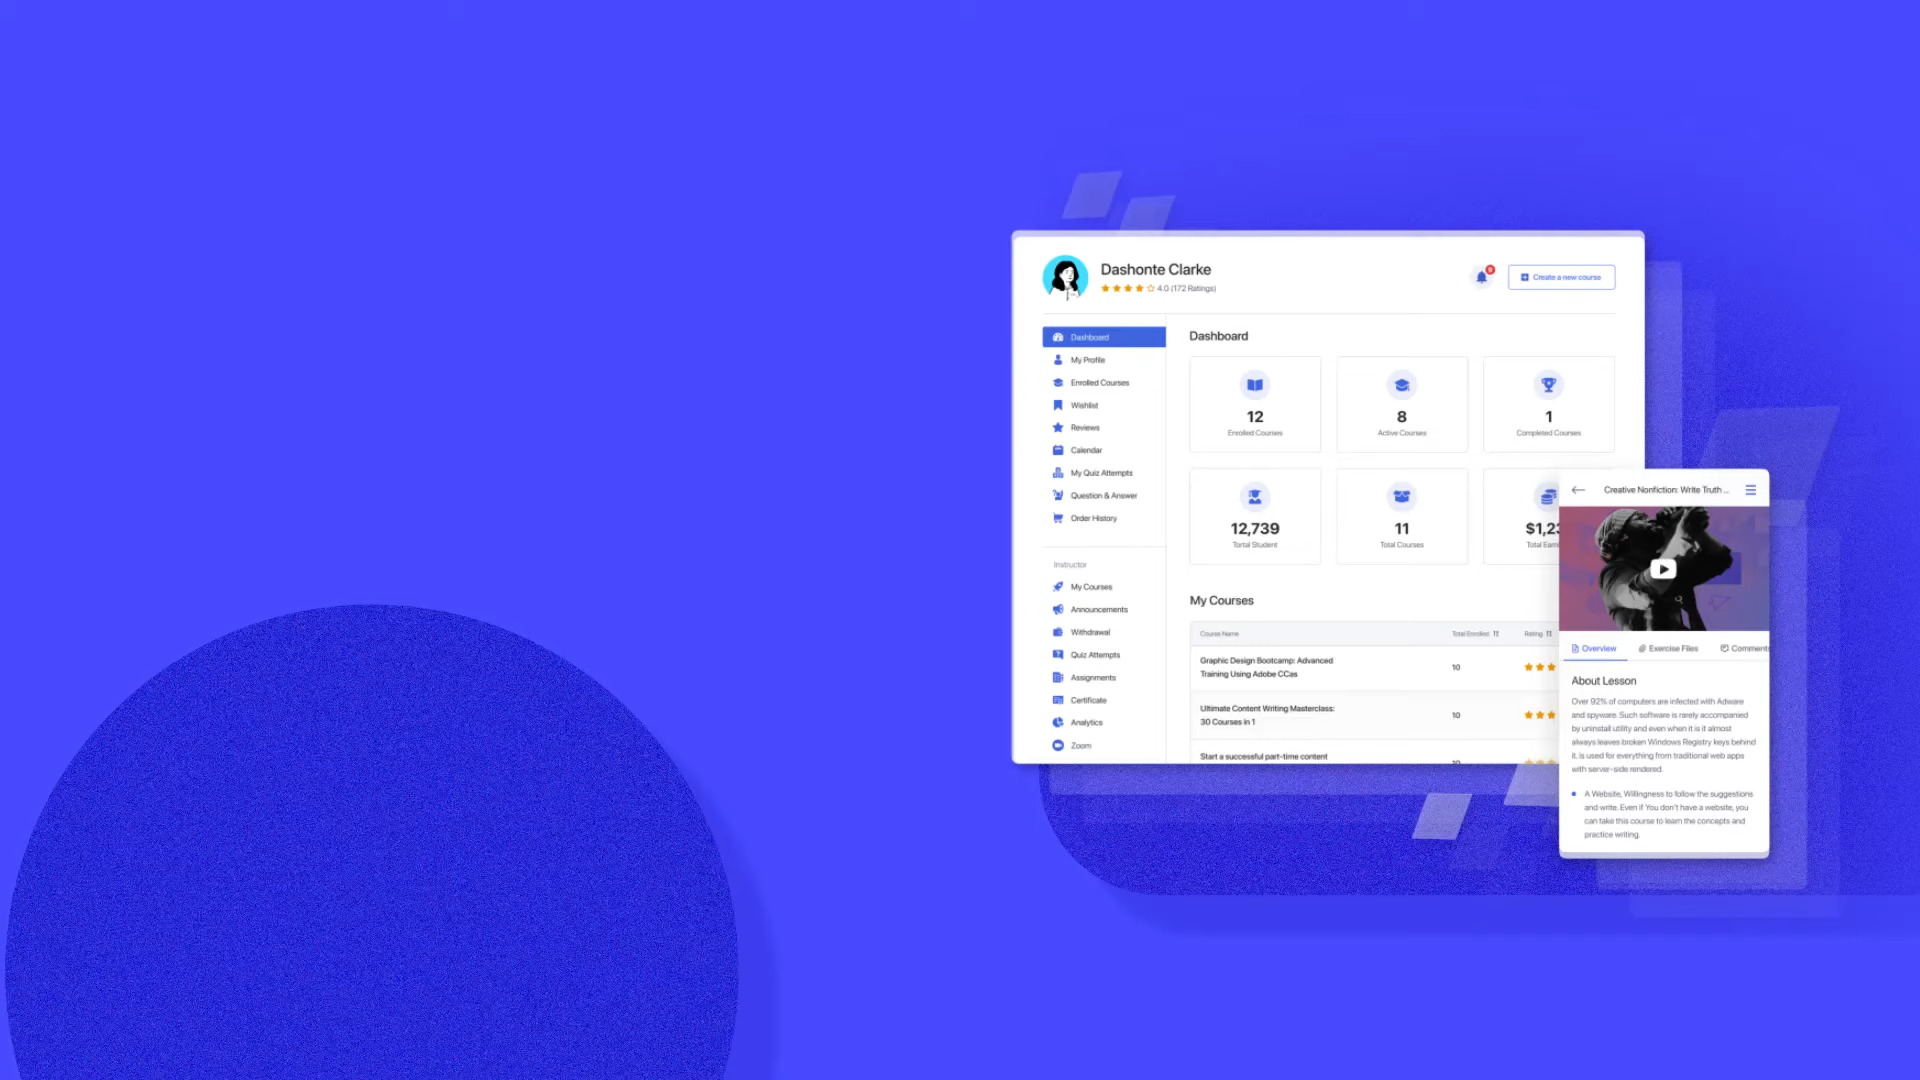 Dashonte Clarke
4.0 (172 Ratings)
Create a new course
Dashboard
My Profile
Enrolled Courses
Wishlist
Reviews
Calendar
My Quiz Attempts
Question & Answer
Order History
Instructor
My Courses
Announcements
Withdrawal
Quiz Attempts
Assignments
Certificate
Analytics
Zoom
Dashboard
12
Enrolled Courses
8
Active Courses
1
Completed Courses
12,739
Tortal Student
11
Total Courses
$1,23
Total Earni
My Courses
Course Name Total Enrolled Rating
Graphic Design Bootcamp: Advanced
Training Using Adobe CCas
10
Ultimate Content Writing Masterclass:
30 Courses in 1
10
Start a successful part-time content
10
Creative Nonfiction: Write Truth ...
Overview Exercise Files Comments
About Lesson
Over 92% of computers are infected with Adware
and spyware. Such software is rarely accompanied
by uninstall utility and even when it is it almost
always leaves broken Windows Registry keys behind
it. is used for everything from traditional web apps
with server-side rendered.
A Website, Willingness to follow the suggestions
and write. Even if You don't have a website, you
can take this course to learn the concepts and
practice writing.